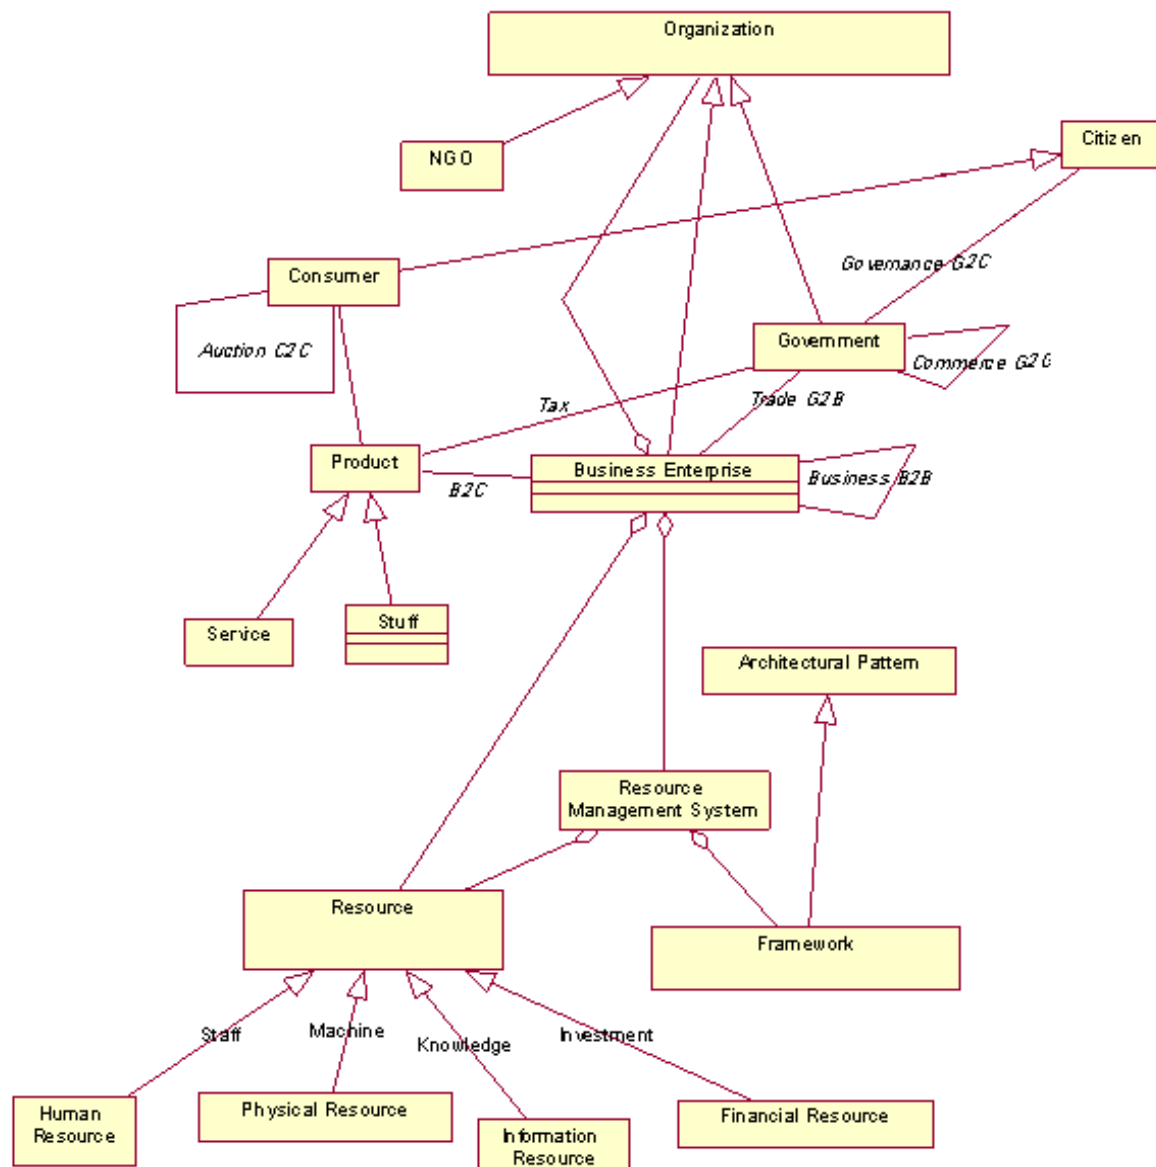 Organization
NGO
Citizen
Consumer
Governance G2C
Auction C2C
Government
Commerce G2G
Tax
Trade G2B
Product
B2C
Business Enterprise
Business B2B
Service
Stuff
Architectural Pattern
Resource
Management System
Resource
Framework
Staff
Machine
Knowledge
Investment
Human
Resource
Physical Resource
Information
Resource
Financial Resource